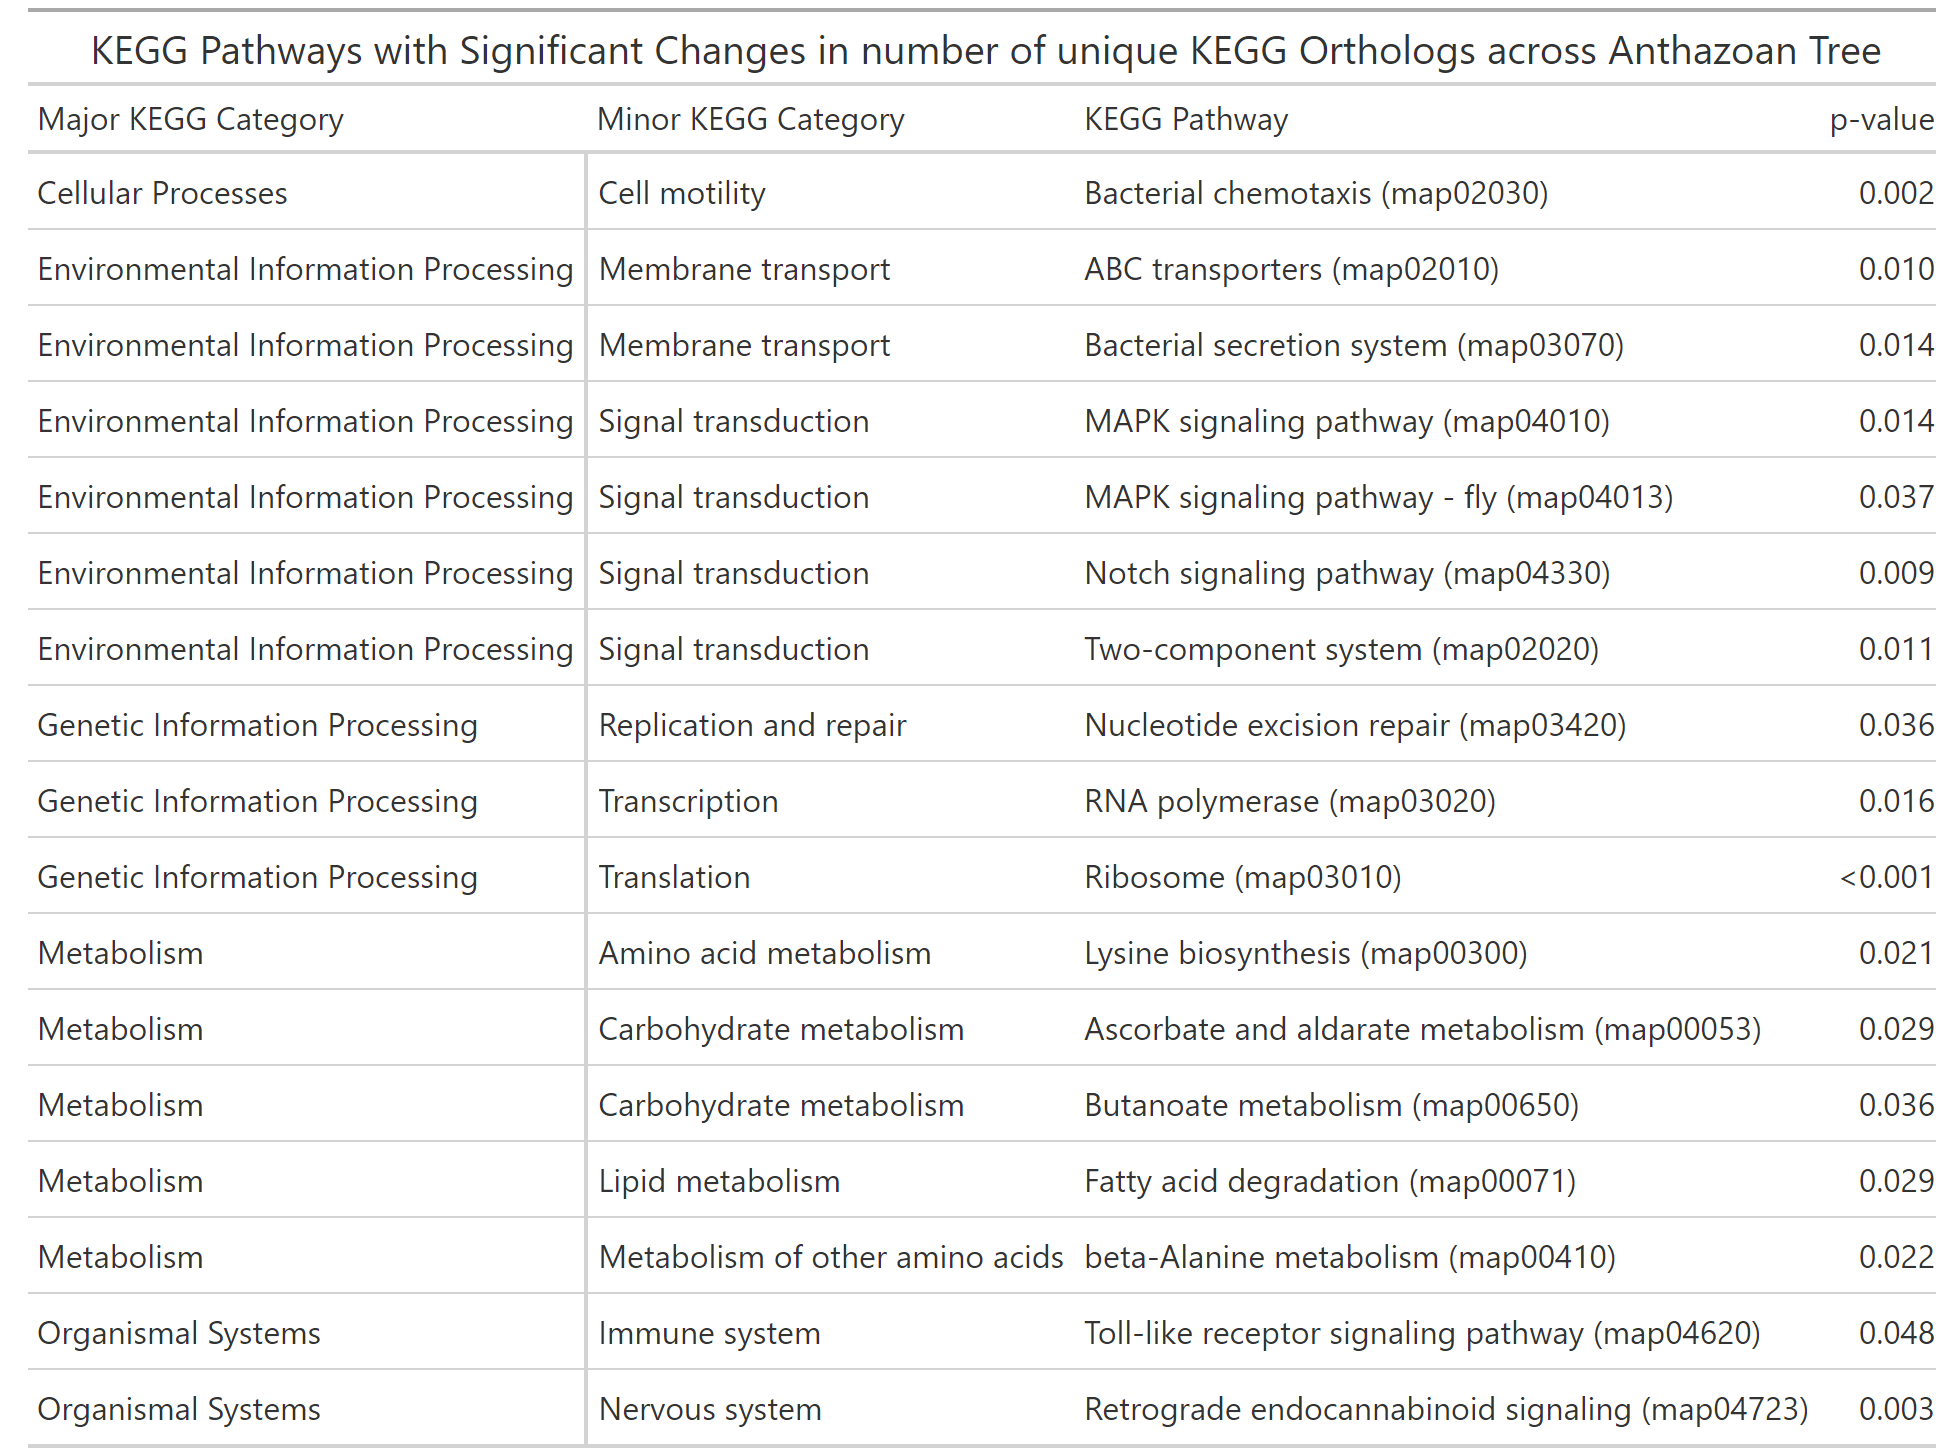 KEGG Pathways with Significant Changes in number of unique KEGG Orthologs across Anthazoan Tree
Major KEGG Category Minor KEGG Category KEGG Pathway p-value
Cellular Processes Cell motility Bacterial chemotaxis (map02030) 0.002
Environmental Information Processing Membrane transport ABC transporters (map02010) 0.010
Environmental Information Processing Membrane transport Bacterial secretion system (map03070) 0.014
Environmental Information Processing Signal transduction MAPK signaling pathway (map04010) 0.014
Environmental Information Processing Signal transduction MAPK signaling pathway - fly (map04013) 0.037
Environmental Information Processing Signal transduction Notch signaling pathway (map04330) 0.009
Environmental Information Processing Signal transduction Two-component system (map02020) 0.011
Genetic Information Processing Replication and repair Nucleotide excision repair (map03420) 0.036
Genetic Information Processing Transcription RNA polymerase (map03020) 0.016
Genetic Information Processing Translation Ribosome (map03010) <0.001
Metabolism Amino acid metabolism Lysine biosynthesis (map00300) 0.021
Metabolism Carbohydrate metabolism Ascorbate and aldarate metabolism (map00053) 0.029
Metabolism Carbohydrate metabolism Butanoate metabolism (map00650) 0.036
Metabolism Lipid metabolism Fatty acid degradation (map00071) 0.029
Metabolism Metabolism of other amino acids beta-Alanine metabolism (map00410) 0.022
Organismal Systems Immune system Toll-like receptor signaling pathway (map04620) 0.048
Organismal Systems Nervous system Retrograde endocannabinoid signaling (map04723) 0.003